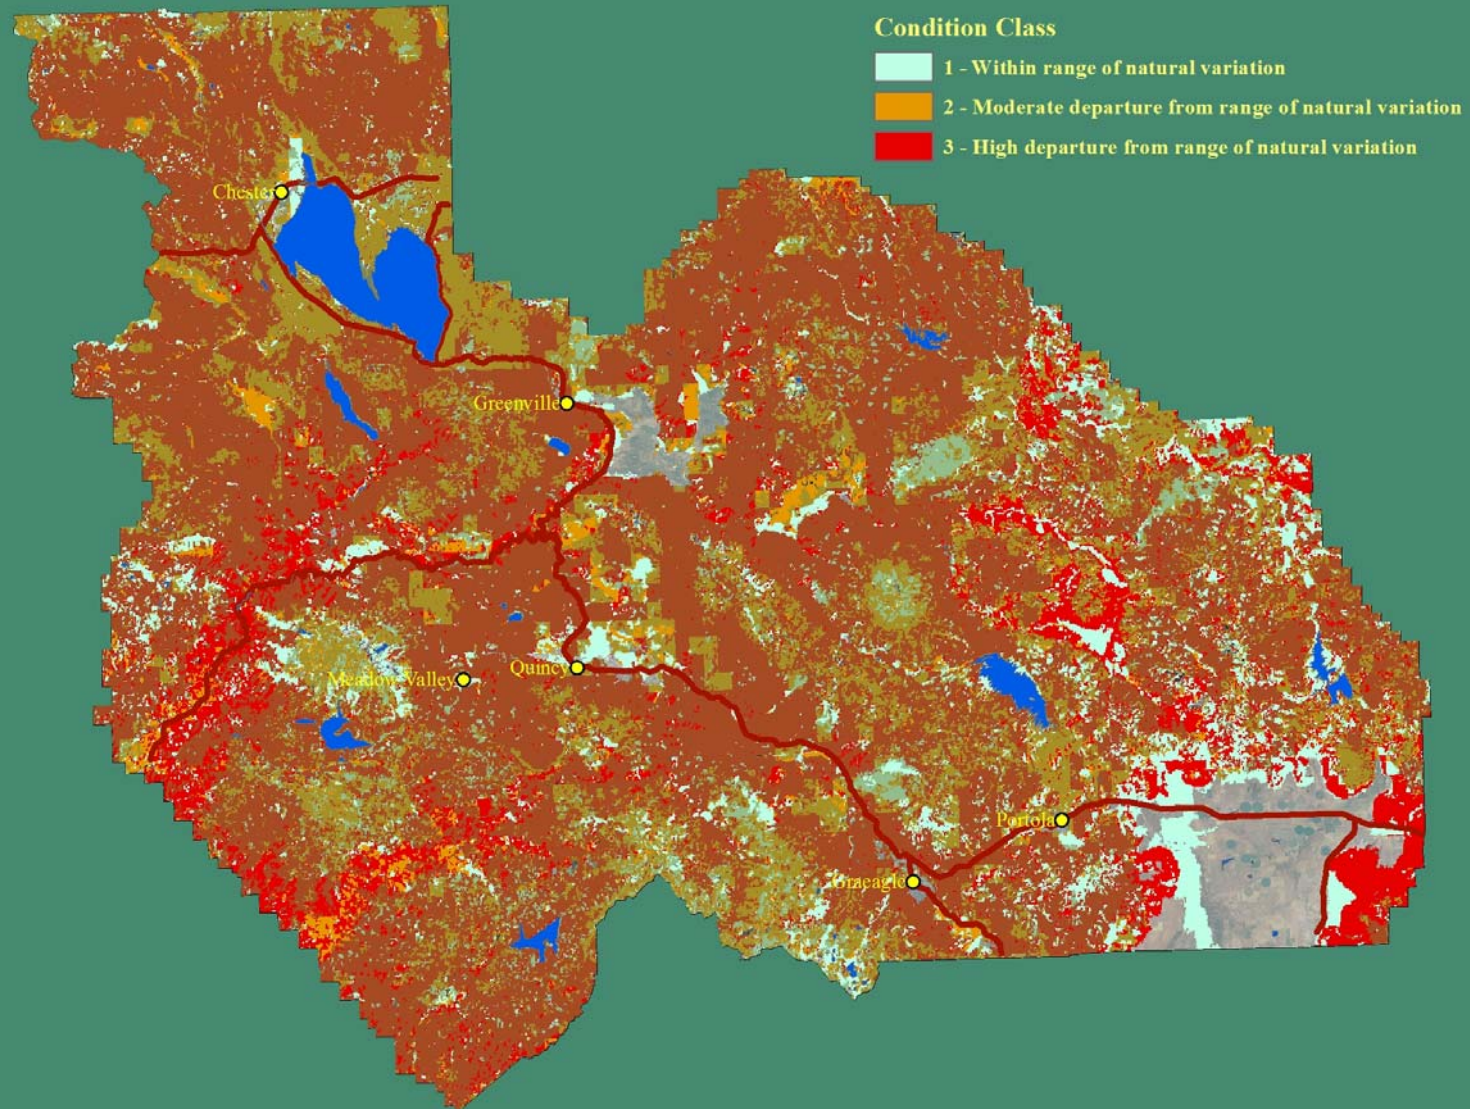 Condition Class
1 - Within range of natural variation
2 - Moderate departure from range of natural variation
3 - High departure from range of natural variation
Chester
Greenville
Quincy
Meadow Valley
Portola
Graeagle